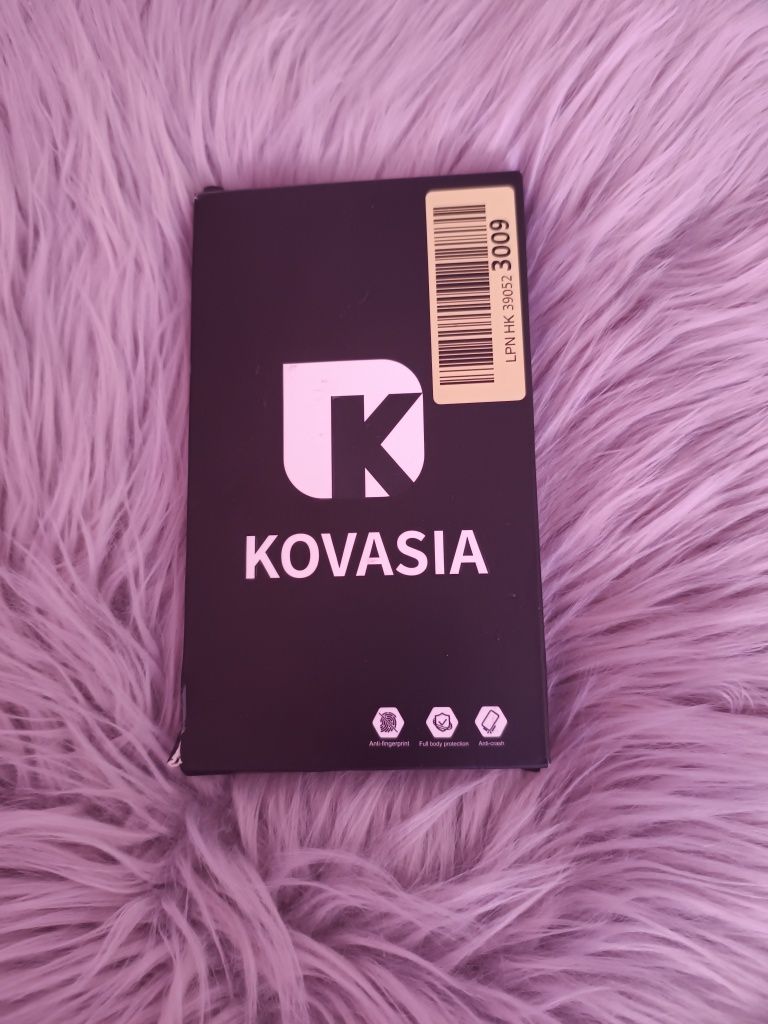 LPN HK 39052 3009
K
KOVASIA
Anti-fingerprint
Full body protection
Anti-crash